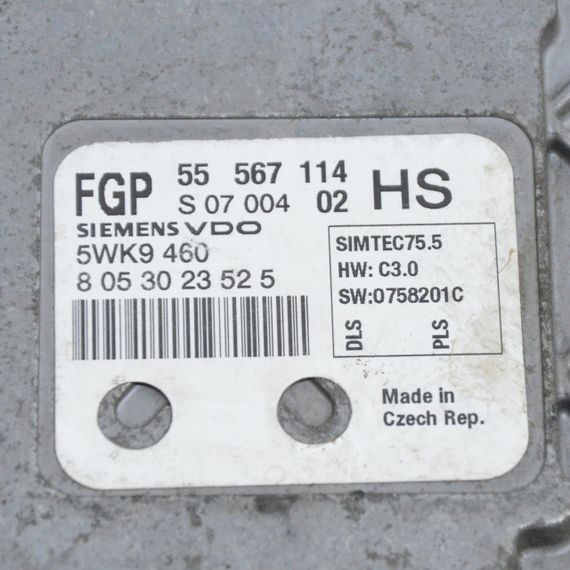 FGP 55 567 114 HS
S 07 004 02
SIEMENS VDO
5WK9 460
8 05 30 23 52 5
SIMTEC75.5
HW: C3.0
SW:0758201C
DLS PLS
Made in
Czech Rep.